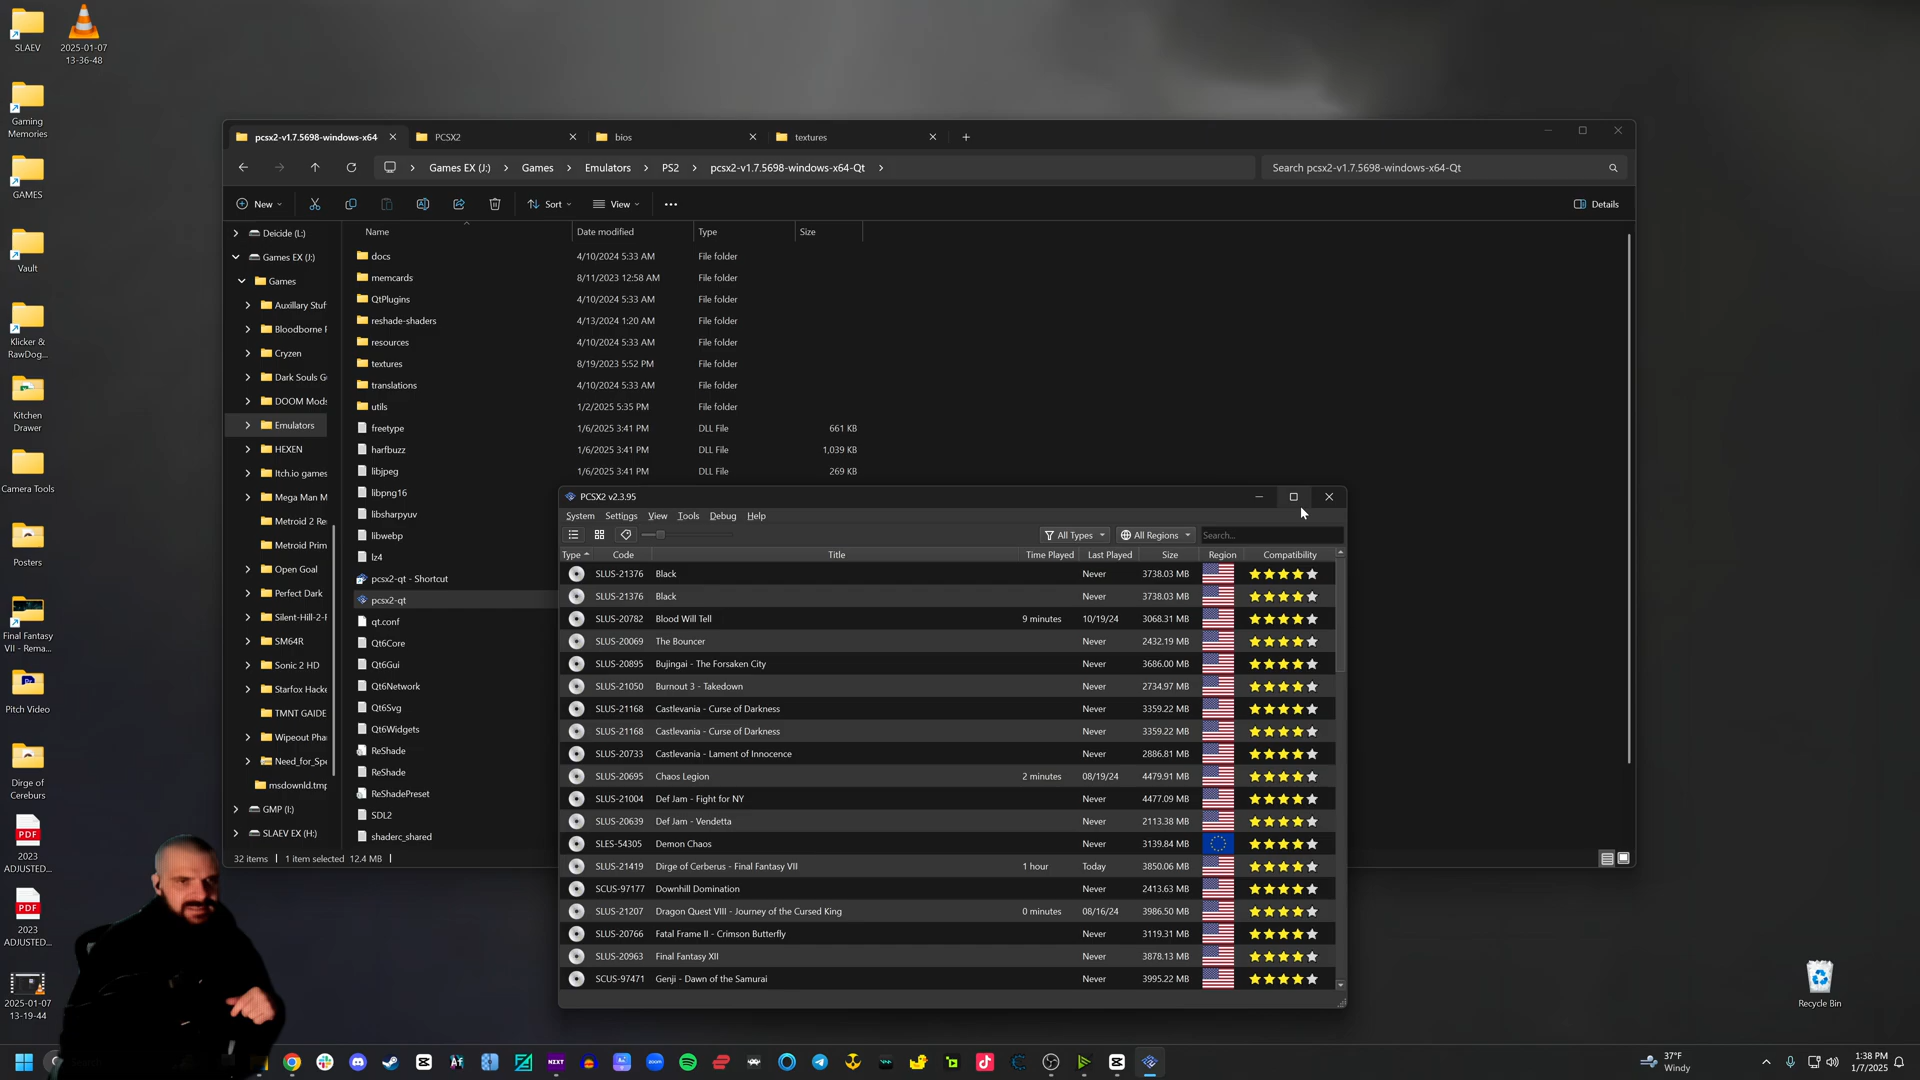 SLAEV
2025-01-07
13-36-48
Gaming
Memories
GAMES
Vault
Klicker &
RawDog...
Kitchen
Drawer
Camera Tools
Posters
Final Fantasy
VII - Rema...
Pitch Video
Dirge of
Cereburs
2023
ADJUSTED...
2023
ADJUSTED...
2025-01-07
13-19-44
Recycle Bin
pcsx2-v1.7.5698-windows-x64
PCSX2
bios
textures
Games EX (J:) > Games > Emulators > PS2 > pcsx2-v1.7.5698-windows-x64-Qt >
Search pcsx2-v1.7.5698-windows-x64-Qt
New
Sort
View
Details
Deicide (L:)
Games EX (J:)
Games
Auxillary Stuf
Bloodborne P
Cryzen
Dark Souls G
DOOM Mods
Emulators
HEXEN
Itch.io games
Mega Man M
Metroid 2 Re
Metroid Prim
Open Goal
Perfect Dark
Silent-Hill-2-F
SM64R
Sonic 2 HD
Starfox Hacke
TMNT GAIDE
Wipeout Pha
Need_for_Spe
msdownld.tmp
GMP (I:)
SLAEV EX (H:)
Name Date modified Type Size
docs 4/10/2024 5:33 AM File folder
memcards 8/11/2023 12:58 AM File folder
QtPlugins 4/10/2024 5:33 AM File folder
reshade-shaders 4/13/2024 1:20 AM File folder
resources 4/10/2024 5:33 AM File folder
textures 8/19/2023 5:52 PM File folder
translations 4/10/2024 5:33 AM File folder
utils 1/2/2025 5:35 PM File folder
freetype 1/6/2025 3:41 PM DLL File 661 KB
harfbuzz 1/6/2025 3:41 PM DLL File 1,039 KB
libjpeg 1/6/2025 3:41 PM DLL File 269 KB
libpng16
libsharpyuv
libwebp
lz4
pcsx2-qt - Shortcut
pcsx2-qt
qt.conf
Qt6Core
Qt6Gui
Qt6Network
Qt6Svg
Qt6Widgets
ReShade
ReShade
ReShadePreset
SDL2
shaderc_shared
32 items 1 item selected 12.4 MB
PCSX2 v2.3.95
System Settings View Tools Debug Help
All Types All Regions Search...
Type Code Title Time Played Last Played Size Region Compatibility
SLUS-21376 Black Never 3738.03 MB
SLUS-21376 Black Never 3738.03 MB
SLUS-20782 Blood Will Tell 9 minutes 10/19/24 3068.31 MB
SLUS-20069 The Bouncer Never 2432.19 MB
SLUS-20895 Bujingai - The Forsaken City Never 3686.00 MB
SLUS-21050 Burnout 3 - Takedown Never 2734.97 MB
SLUS-21168 Castlevania - Curse of Darkness Never 3359.22 MB
SLUS-21168 Castlevania - Curse of Darkness Never 3359.22 MB
SLUS-20733 Castlevania - Lament of Innocence Never 2886.81 MB
SLUS-20695 Chaos Legion 2 minutes 08/19/24 4479.91 MB
SLUS-21004 Def Jam - Fight for NY Never 4477.09 MB
SLUS-20639 Def Jam - Vendetta Never 2113.38 MB
SLES-54305 Demon Chaos Never 3139.84 MB
SLUS-21419 Dirge of Cerberus - Final Fantasy VII 1 hour Today 3850.06 MB
SCUS-97177 Downhill Domination Never 2413.63 MB
SLUS-21207 Dragon Quest VIII - Journey of the Cursed King 0 minutes 08/16/24 3986.50 MB
SLUS-20766 Fatal Frame II - Crimson Butterfly Never 3119.31 MB
SLUS-20963 Final Fantasy XII Never 3878.13 MB
SCUS-97471 Genji - Dawn of the Samurai Never 3995.22 MB
37°F
Windy
1:38 PM
1/7/2025